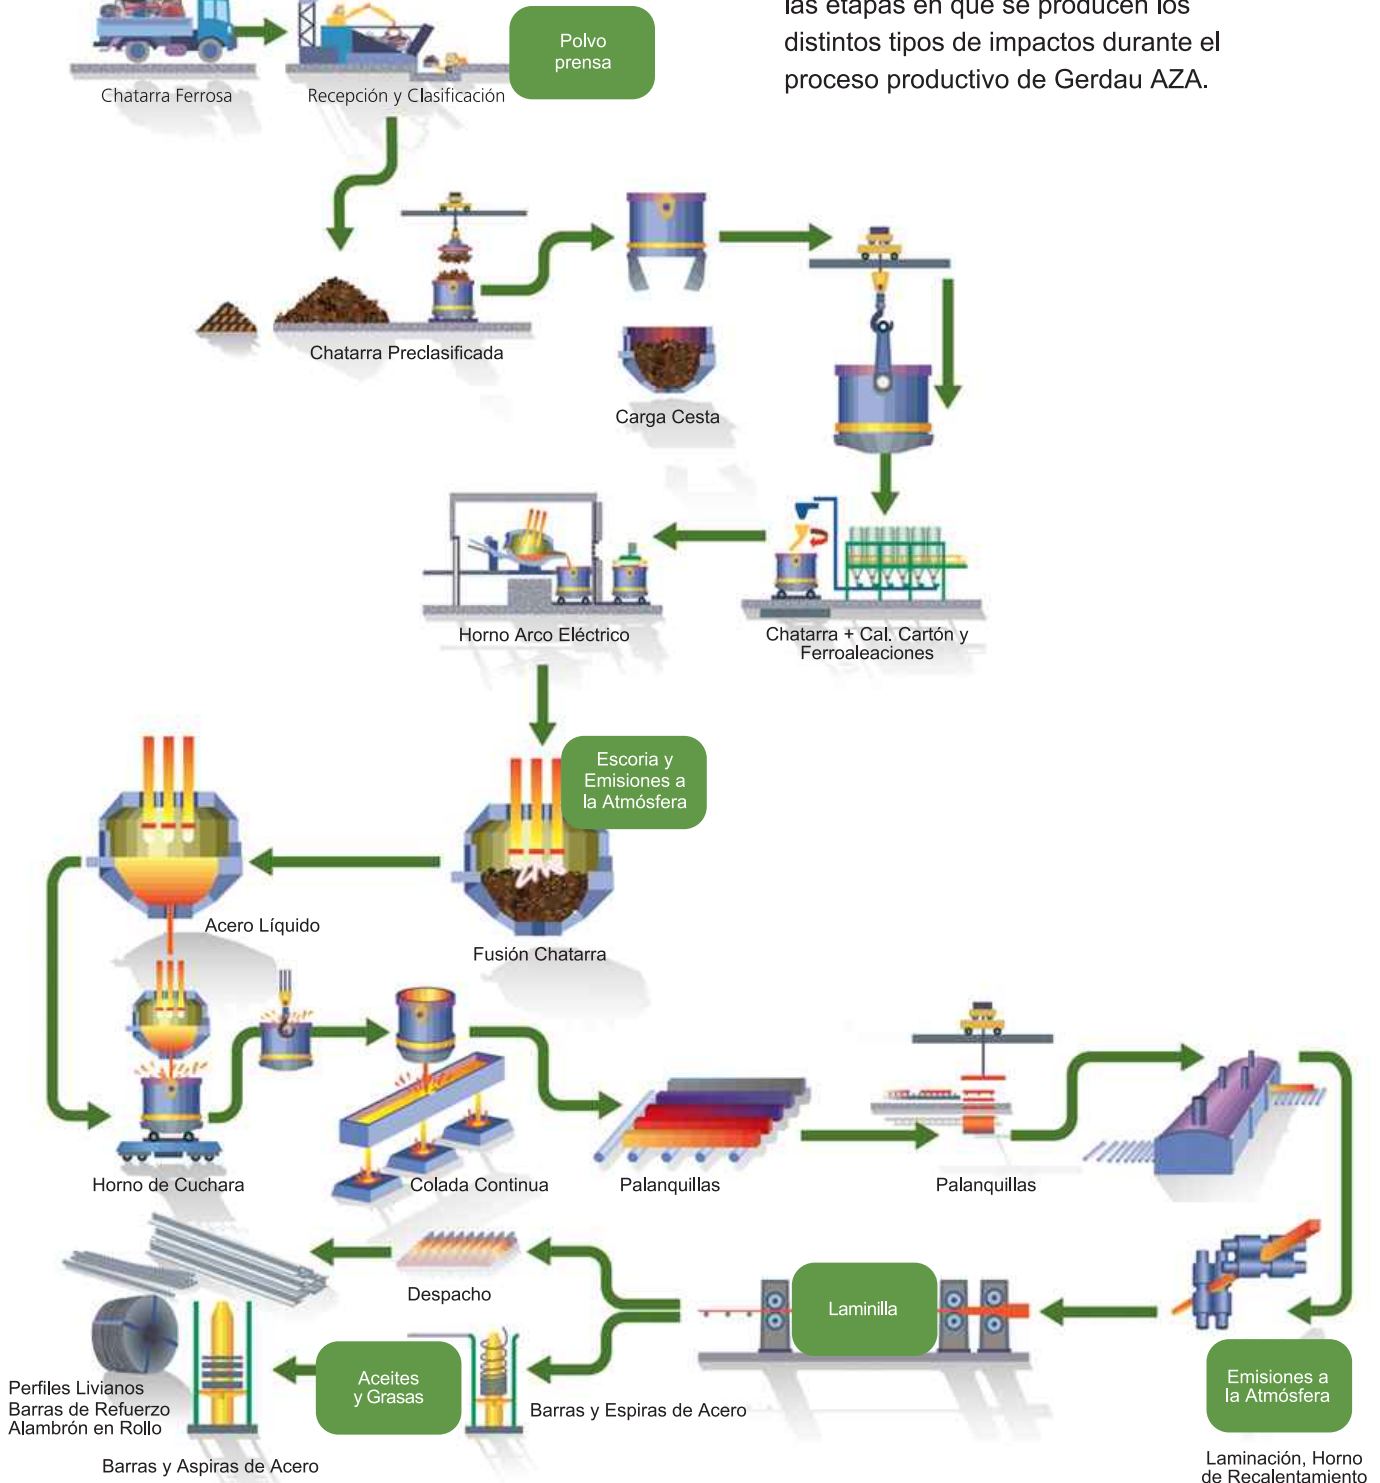 las etapas en que se producen los
distintos tipos de impactos durante el
proceso productivo de Gerdau AZA.
Polvo
prensa
Chatarra Ferrosa
Recepción y Clasificación
Chatarra Preclasificada
Carga Cesta
Horno Arco Eléctrico
Chatarra + Cal. Cartón y
Ferroaleaciones
Escoria y
Emisiones a
la Atmósfera
Acero Líquido
Fusión Chatarra
Horno de Cuchara
Colada Continua
Palanquillas
Palanquillas
Despacho
Laminilla
Aceites
y Grasas
Barras y Espiras de Acero
Emisiones a
la Atmósfera
Perfiles Livianos
Barras de Refuerzo
Alambrón en Rollo
Barras y Aspiras de Acero
Laminación, Horno
de Recalentamiento